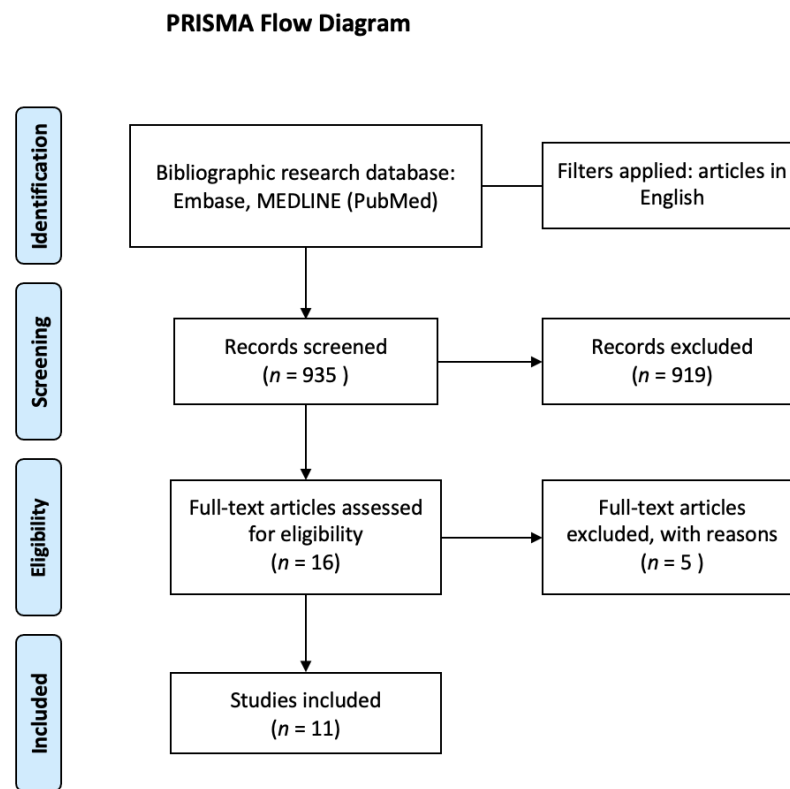 PRISMA Flow Diagram
Identification
Bibliographic research database:
Embase, MEDLINE (PubMed)
Filters applied: articles in
English
Screening
Records screened
(n = 935 )
Records excluded
(n = 919)
Eligibility
Full-text articles assessed
for eligibility
(n = 16)
Full-text articles
excluded, with reasons
(n = 5 )
Included
Studies included
(n = 11)